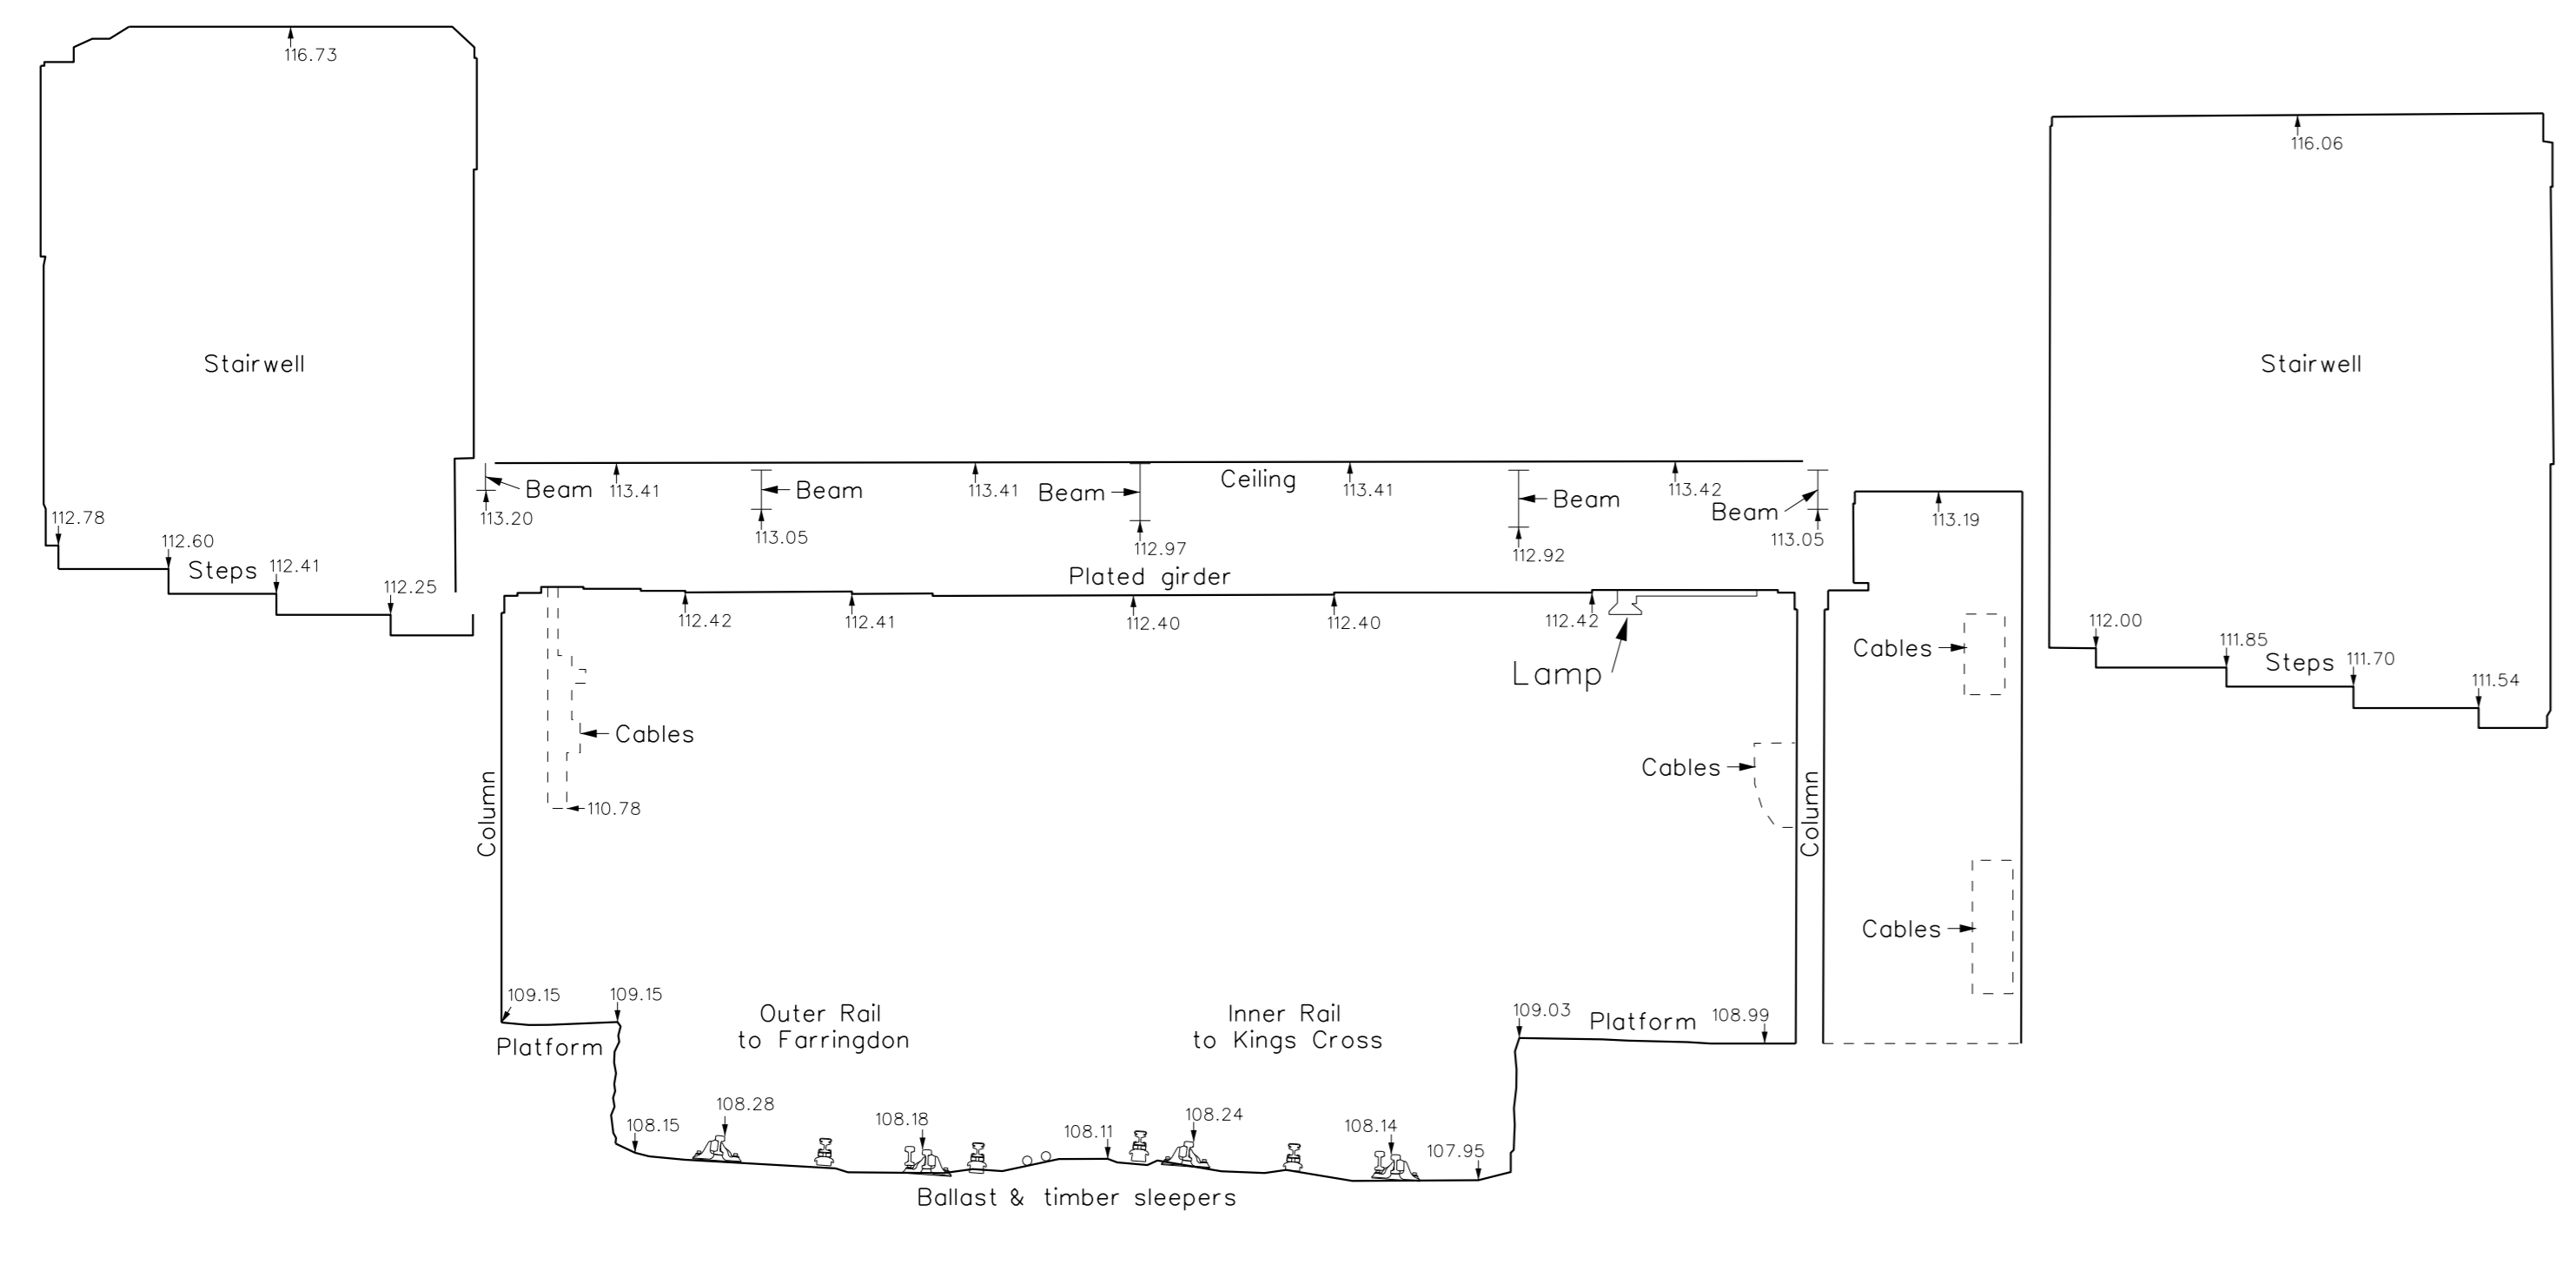 116.73
116.06
Stairwell
Stairwell
Ceiling
Beam
113.41
Beam
113.41
Beam
113.41
Beam
113.42
Beam
113.20
113.05
112.97
112.92
113.05
113.19
112.78
112.60
Steps
112.41
112.25
Plated girder
112.42
112.41
112.40
112.40
112.42
Lamp
Cables
112.00
111.85
Steps
111.70
111.54
Cables
Cables
110.78
Column
Column
Cables
109.15
109.15
Platform
Outer Rail
to Farringdon
Inner Rail
to Kings Cross
109.03
Platform
108.99
108.15
108.28
108.18
108.11
108.24
108.14
107.95
Ballast & timber sleepers